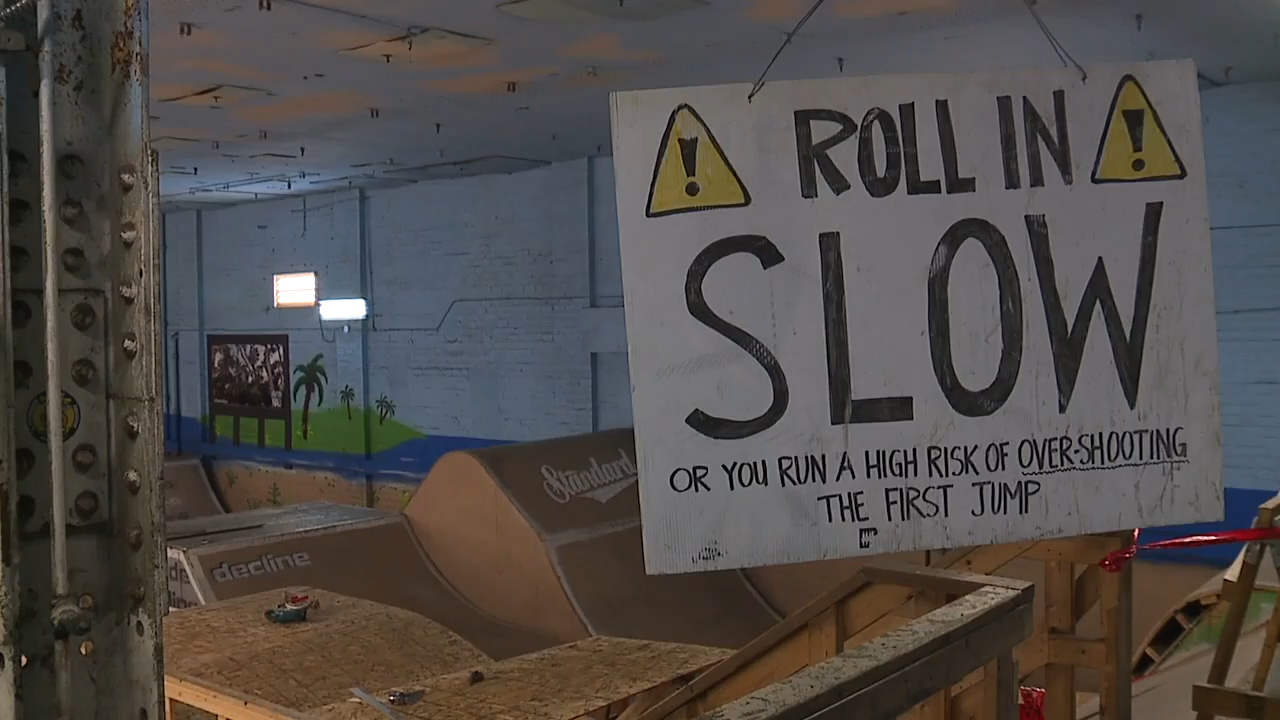 ! ROLL IN !
SLOW
OR YOU RUN A HIGH RISK OF OVER-SHOOTING
THE FIRST JUMP
Standard
decline